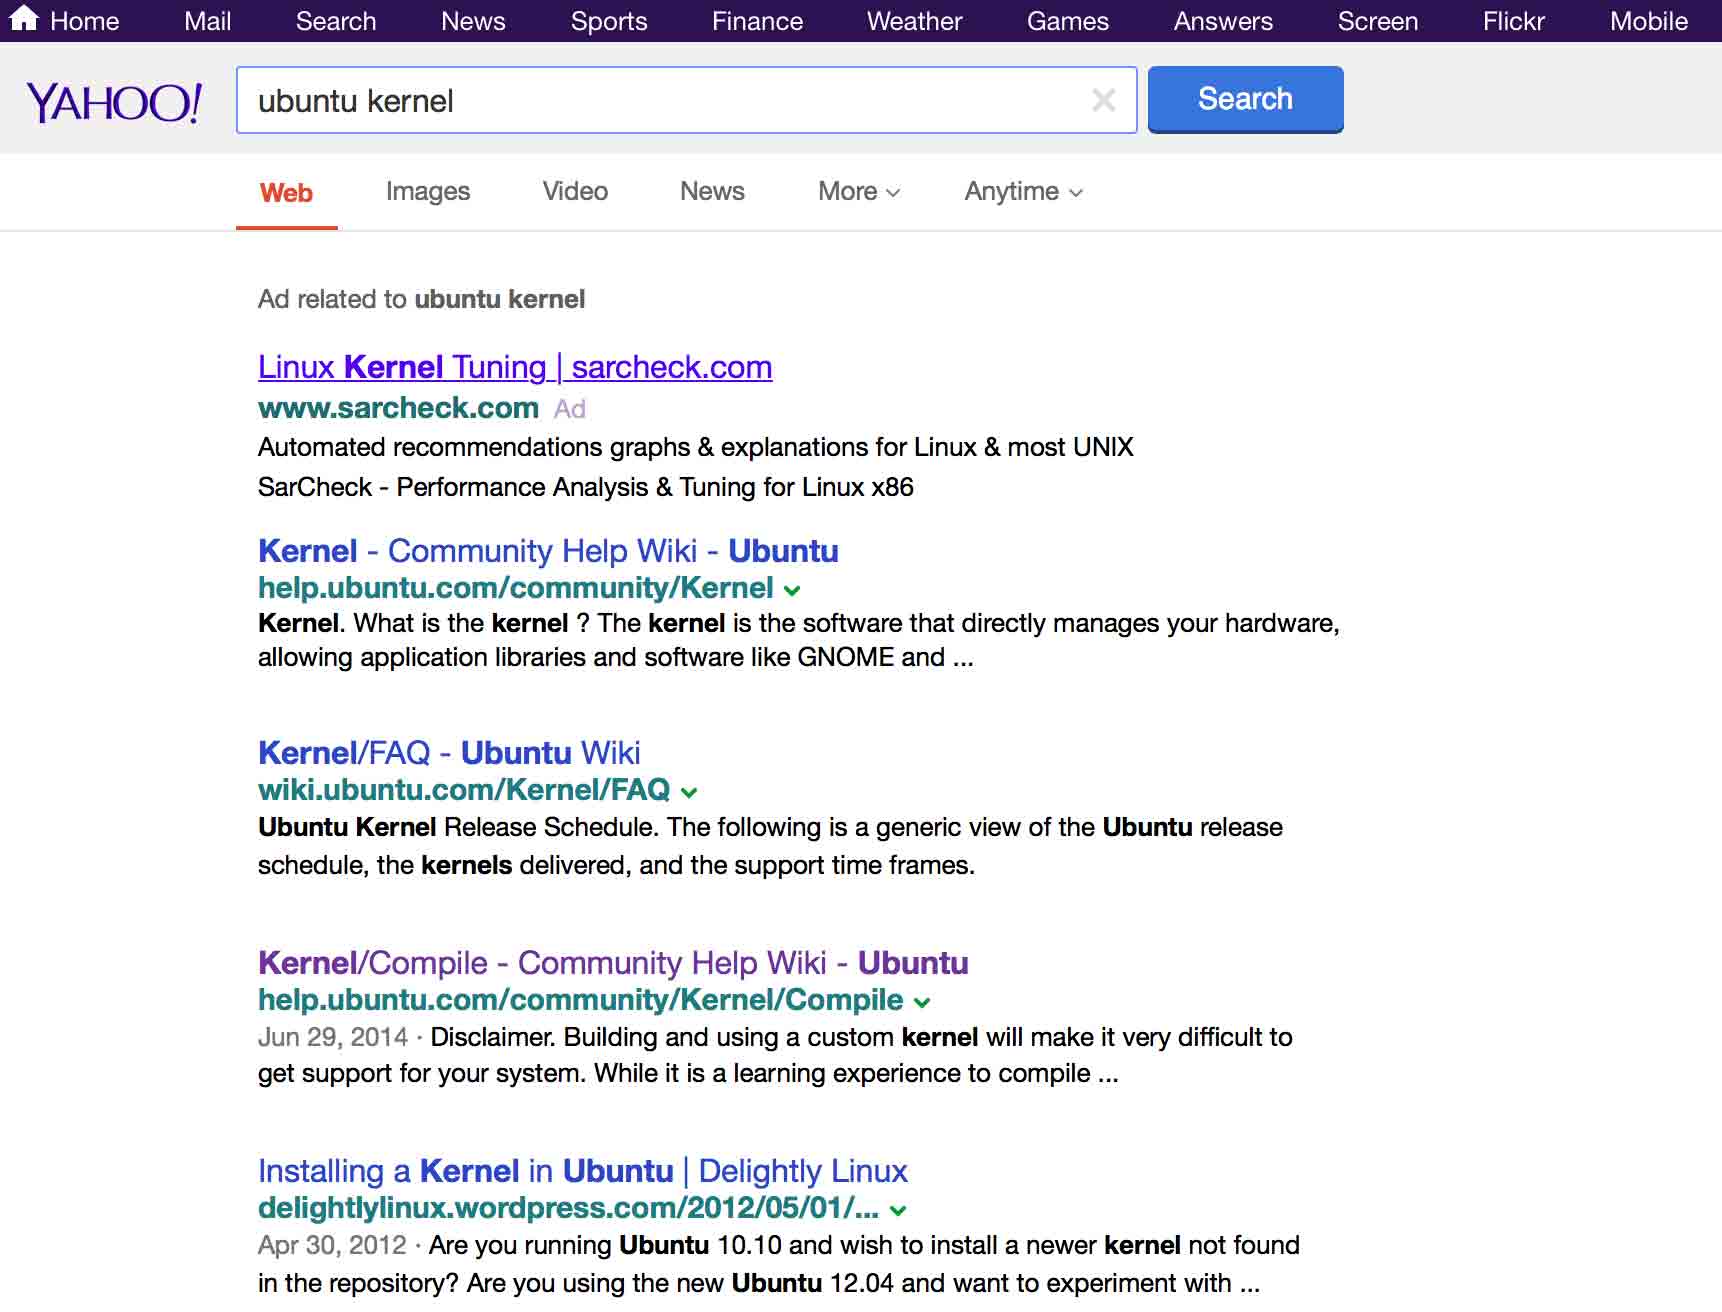 Home Mail Search News Sports Finance Weather Games Answers Screen Flickr Mobile
YAHOO! ubuntu kernel Search
Web Images Video News More Anytime
Ad related to ubuntu kernel
Linux Kernel Tuning | sarcheck.com
www.sarcheck.com Ad
Automated recommendations graphs & explanations for Linux & most UNIX
SarCheck - Performance Analysis & Tuning for Linux x86
Kernel - Community Help Wiki - Ubuntu
help.ubuntu.com/community/Kernel
Kernel. What is the kernel ? The kernel is the software that directly manages your hardware,
allowing application libraries and software like GNOME and ...
Kernel/FAQ - Ubuntu Wiki
wiki.ubuntu.com/Kernel/FAQ
Ubuntu Kernel Release Schedule. The following is a generic view of the Ubuntu release
schedule, the kernels delivered, and the support time frames.
Kernel/Compile - Community Help Wiki - Ubuntu
help.ubuntu.com/community/Kernel/Compile
Jun 29, 2014 · Disclaimer. Building and using a custom kernel will make it very difficult to
get support for your system. While it is a learning experience to compile ...
Installing a Kernel in Ubuntu | Delightly Linux
delightlylinux.wordpress.com/2012/05/01/...
Apr 30, 2012 · Are you running Ubuntu 10.10 and wish to install a newer kernel not found
in the repository? Are you using the new Ubuntu 12.04 and want to experiment with ...